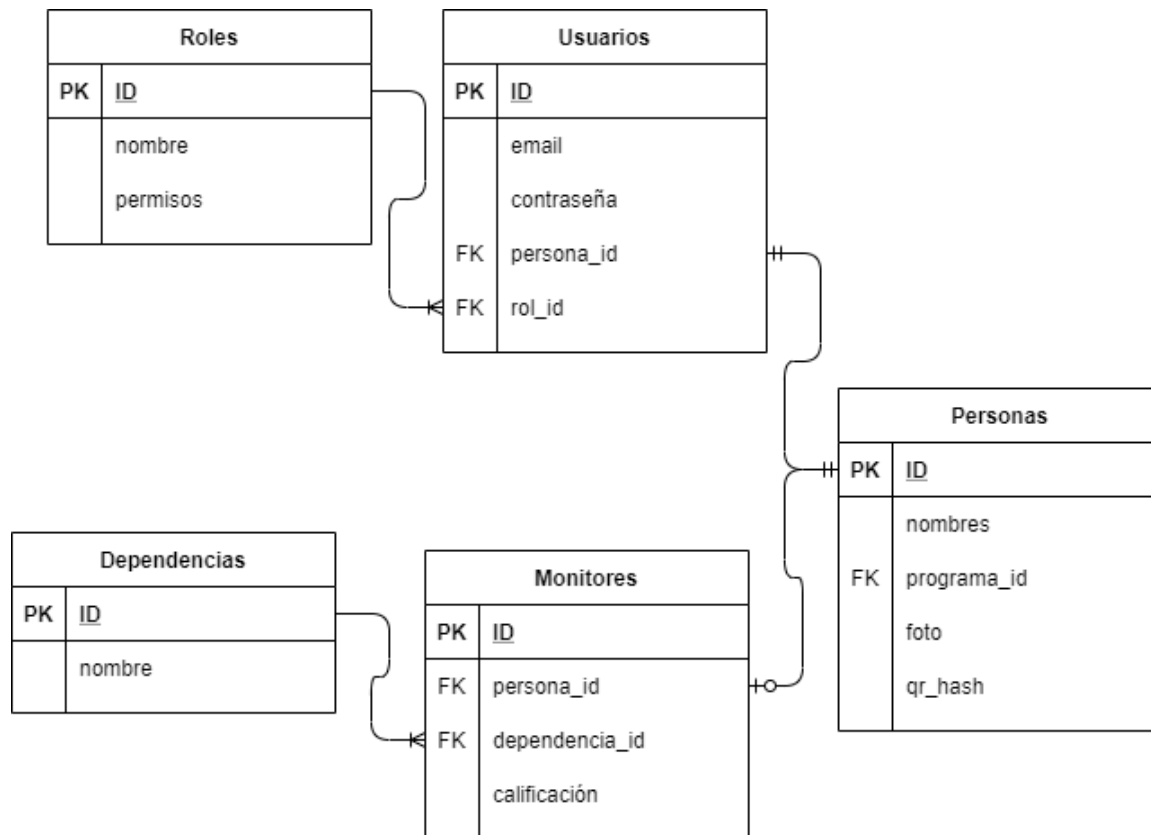 Roles
PK ID
nombre
permisos
Usuarios
PK ID
email
contraseña
FK persona_id
FK rol_id
Personas
PK ID
nombres
FK programa_id
foto
qr_hash
Dependencias
PK ID
nombre
Monitores
PK ID
FK persona_id
FK dependencia_id
calificación